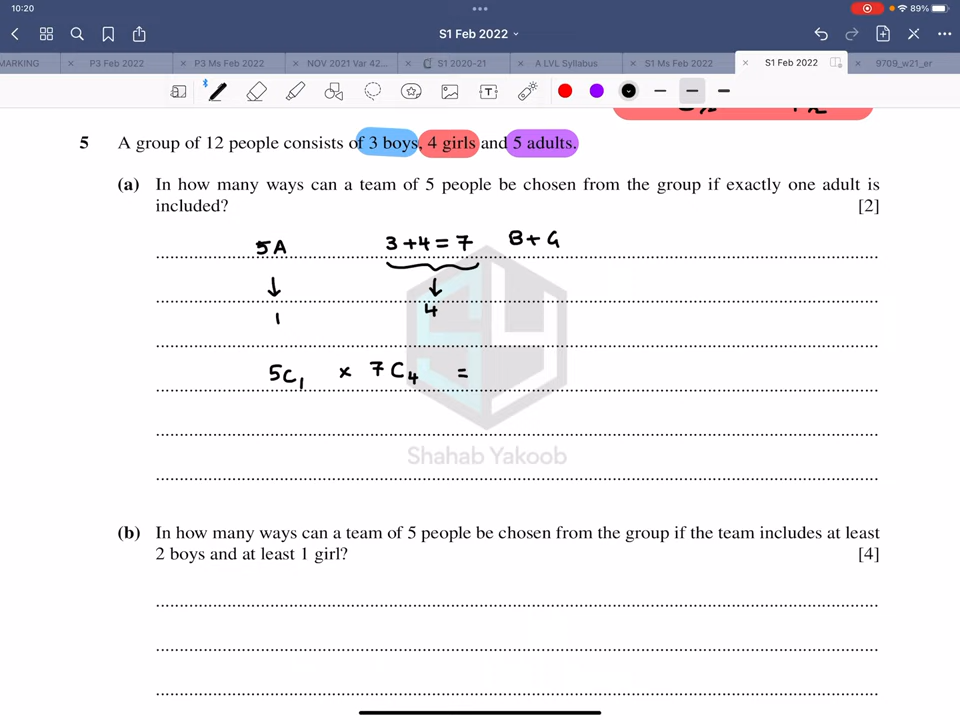 10:20
89%
S1 Feb 2022
MARKING
P3 Feb 2022
P3 Ms Feb 2022
NOV 2021 Var 42...
S1 2020-21
A LVL Syllabus
S1 Ms Feb 2022
S1 Feb 2022
9709_w21_er
5 A group of 12 people consists of 3 boys, 4 girls and 5 adults.
(a) In how many ways can a team of 5 people be chosen from the group if exactly one adult is
included? [2]
5A 3+4=7 B+G
↓ ↓
1 4
5C1 × 7C4 =
Shahab Yakoob
(b) In how many ways can a team of 5 people be chosen from the group if the team includes at least
2 boys and at least 1 girl? [4]